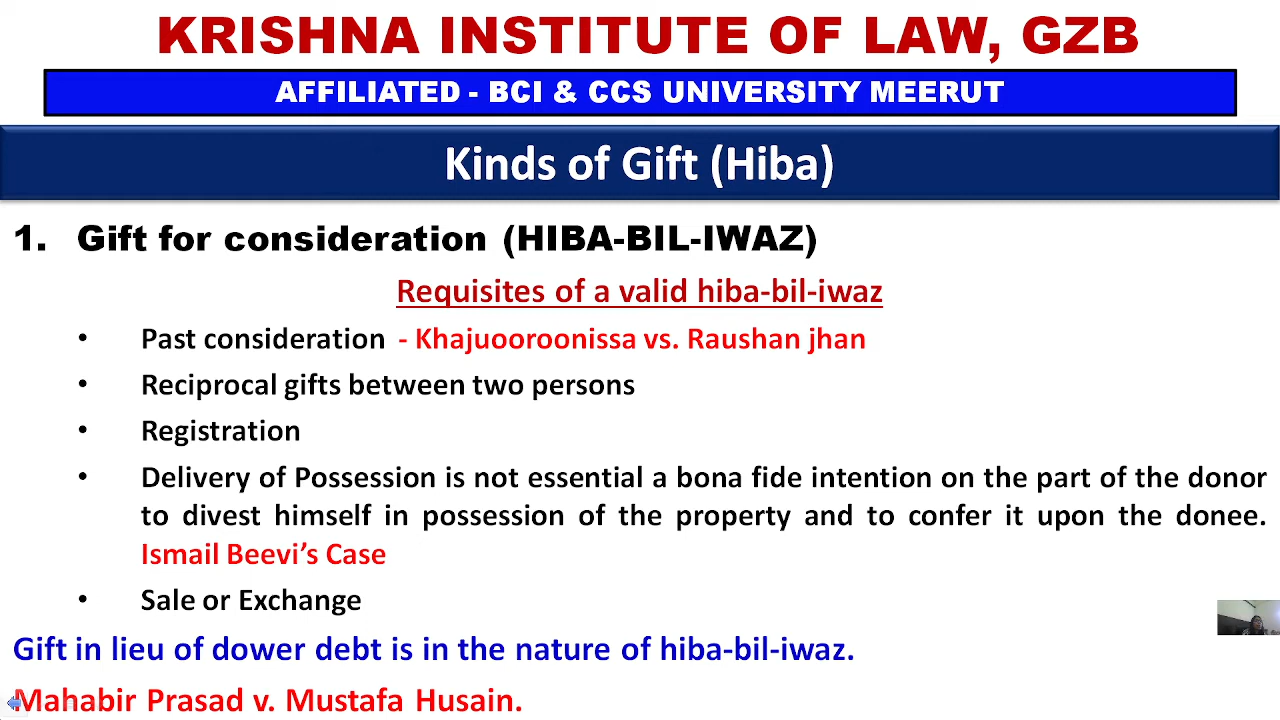 KRISHNA INSTITUTE OF LAW, GZB
AFFILIATED - BCI & CCS UNIVERSITY MEERUT
Kinds of Gift (Hiba)
1. Gift for consideration (HIBA-BIL-IWAZ)
Requisites of a valid hiba-bil-iwaz
• Past consideration - Khajuooroonissa vs. Raushan jhan
• Reciprocal gifts between two persons
• Registration
• Delivery of Possession is not essential a bona fide intention on the part of the donor
to divest himself in possession of the property and to confer it upon the donee.
Ismail Beevi’s Case
• Sale or Exchange
Gift in lieu of dower debt is in the nature of hiba-bil-iwaz.
Mahabir Prasad v. Mustafa Husain.